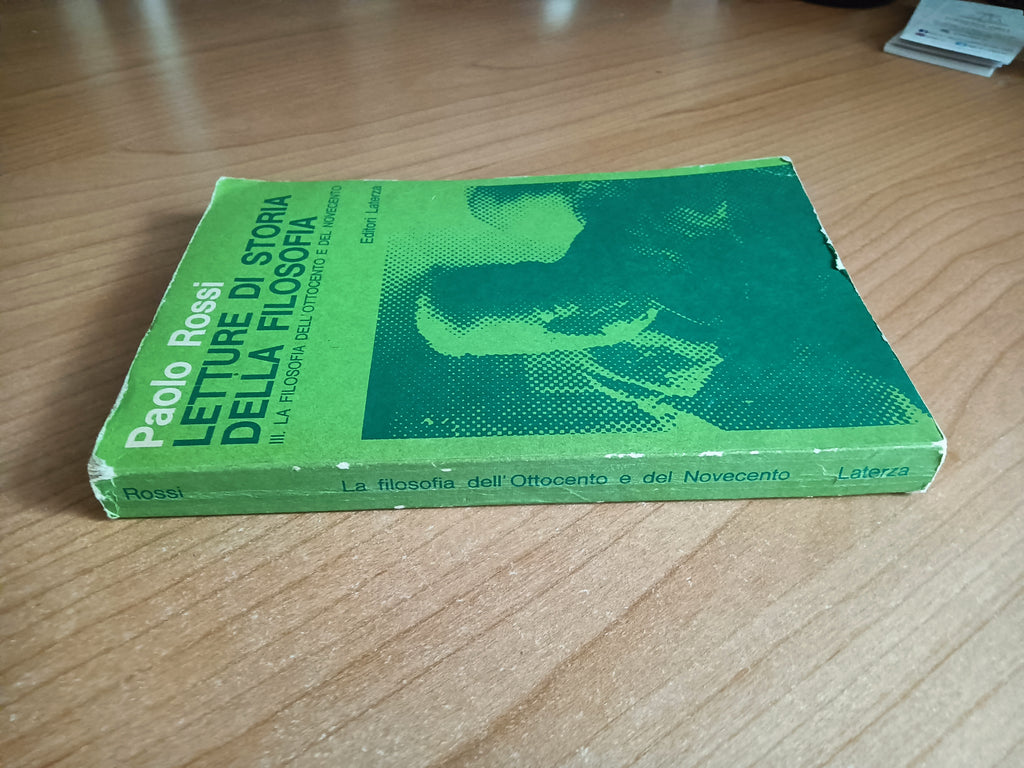 Paolo Rossi
LETTURE DI STORIA
DELLA FILOSOFIA
III. LA FILOSOFIA DELL'OTTOCENTO E DEL NOVECENTO
Editori Laterza
Rossi
La filosofia dell'Ottocento e del Novecento
Laterza